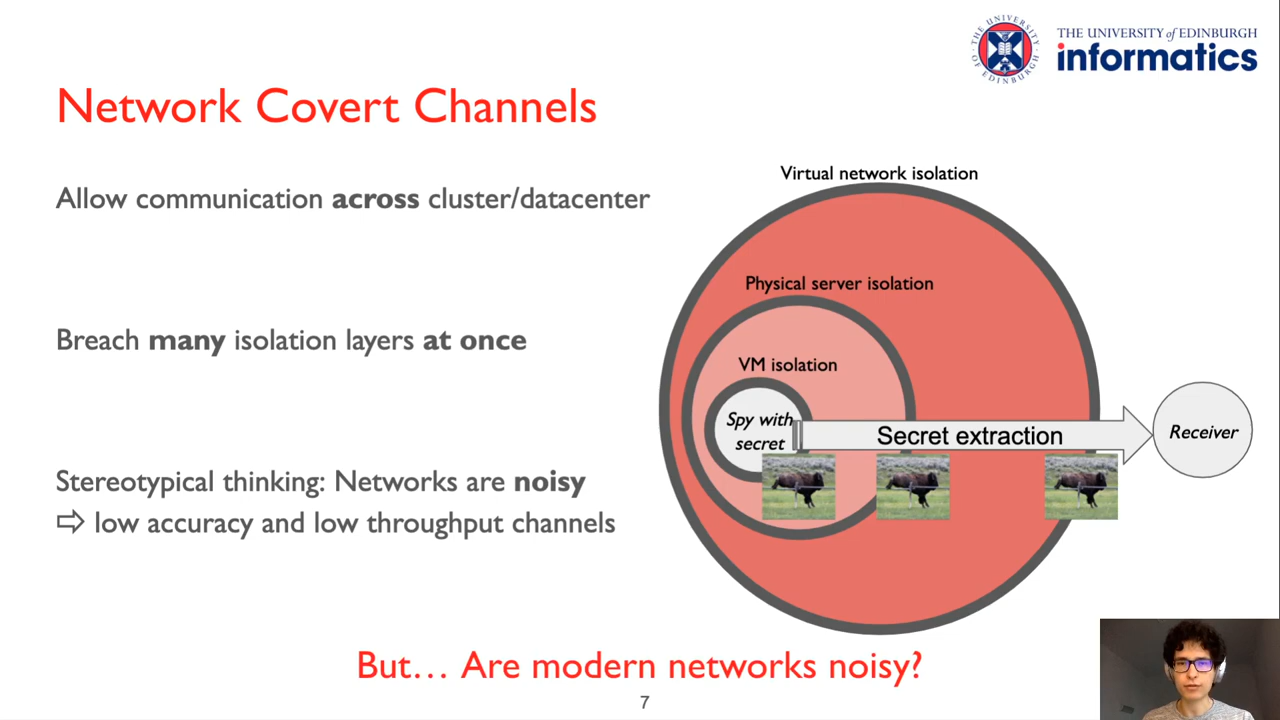 THE UNIVERSITY of EDINBURGH
informatics
Network Covert Channels
Allow communication across cluster/datacenter
Breach many isolation layers at once
Stereotypical thinking: Networks are noisy
⇨ low accuracy and low throughput channels
Virtual network isolation
Physical server isolation
VM isolation
Spy with
secret
Secret extraction
Receiver
But... Are modern networks noisy?
7